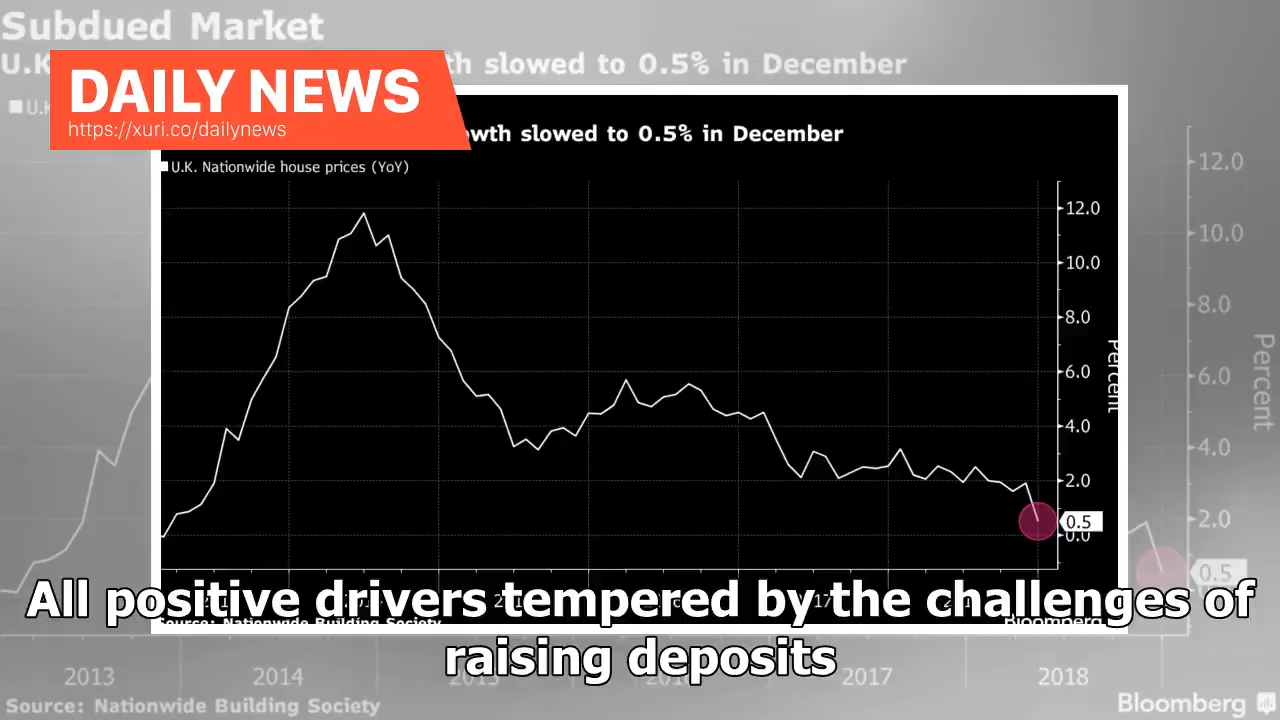 Subdued Market
U.K. th slowed to 0.5% in December
DAILY NEWS
https://xuri.co/dailynews
owth slowed to 0.5% in December
U.K. Nationwide house prices (YoY)
12.0
10.0
8.0
6.0
4.0
2.0
0.5
0.0
Percent
12.0
10.0
8.0
6.0
4.0
2.0
0.5
Percent
All positive drivers tempered by the challenges of
raising deposits
Source: Nationwide Building Society
Bloomberg
2013
2014
2017
2018
Source: Nationwide Building Society
Bloomberg